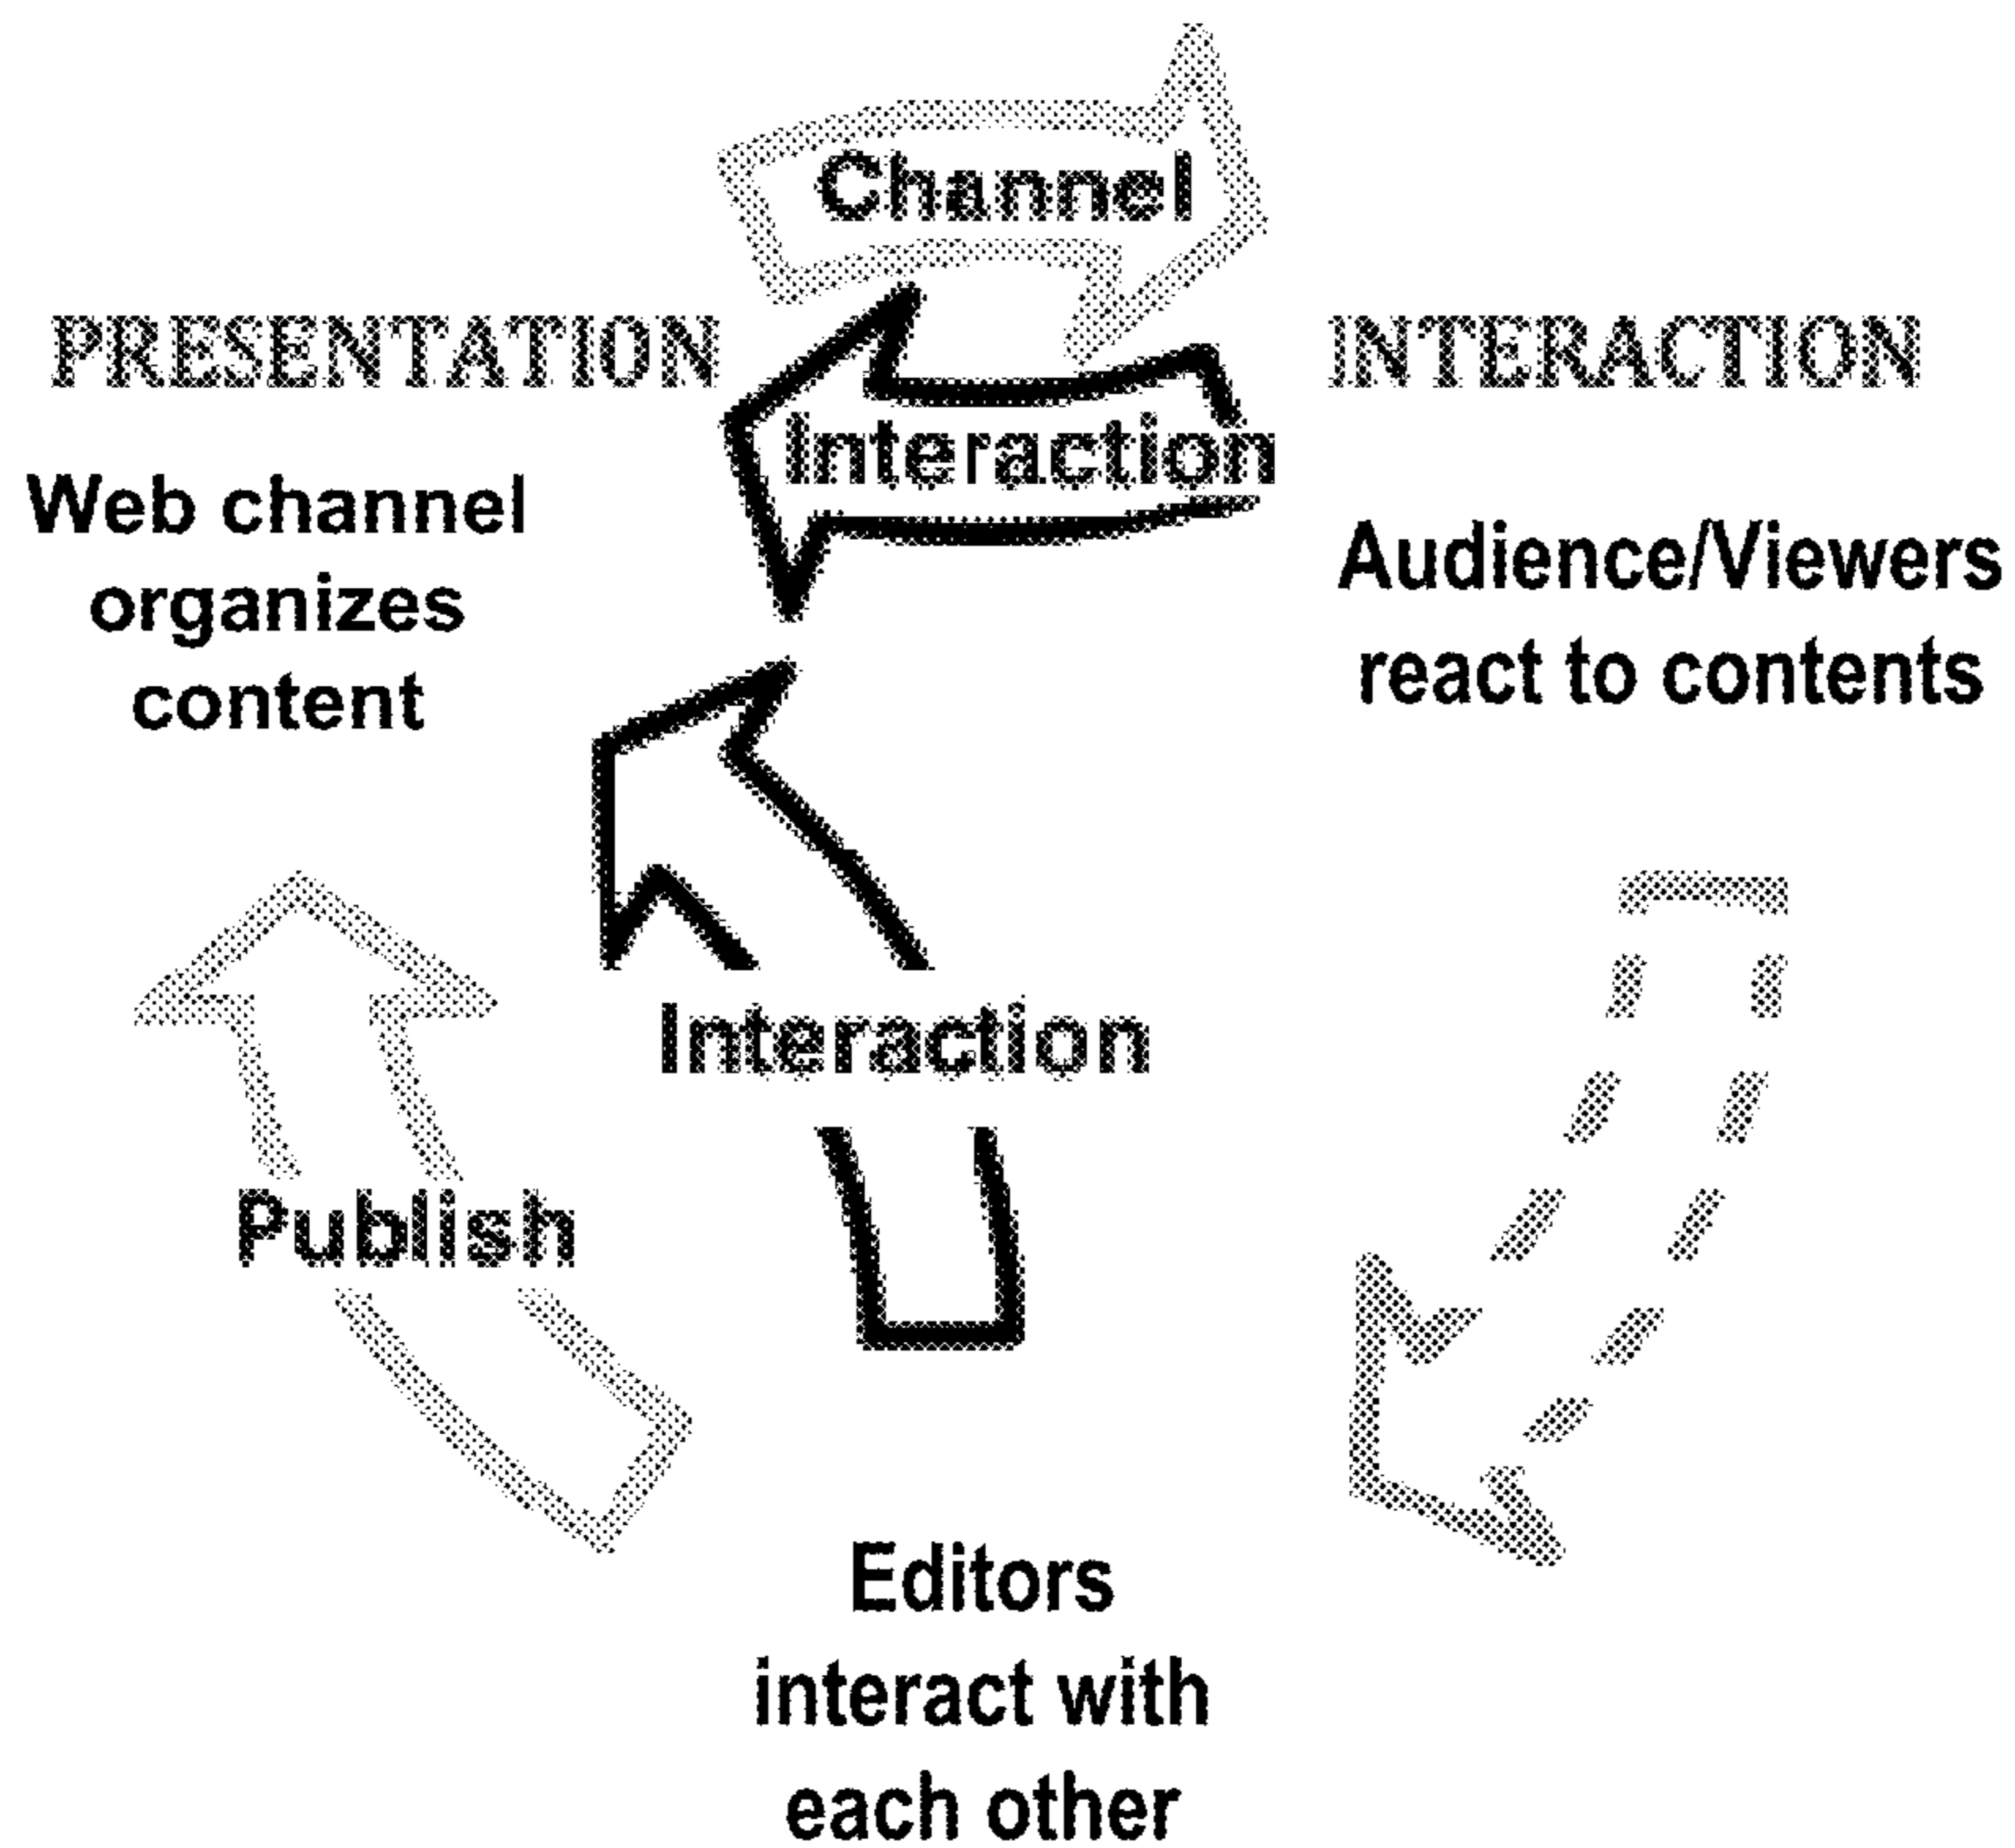 Channel
PRESENTATION
INTERACTION
Interaction
Web channel
organizes
content
Audience/Viewers
react to contents
Interaction
Publish
Editors
interact with
each other